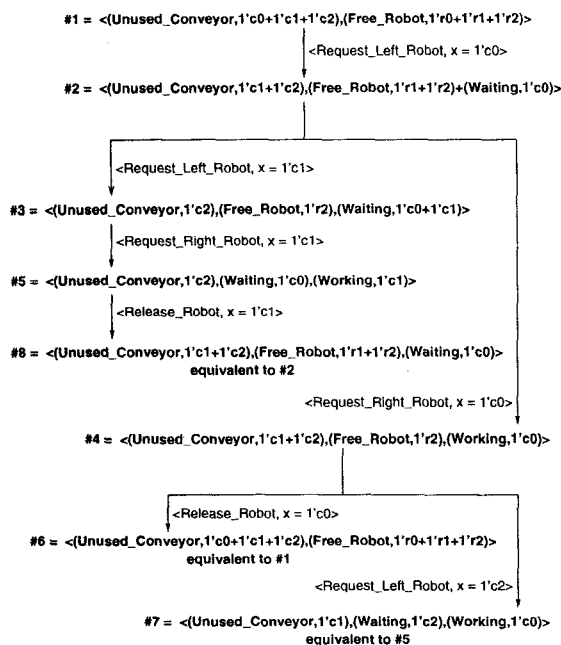 #1 = <(Unused_Conveyor,1'c0+1'c1+1'c2),(Free_Robot,1'r0+1'r1+1'r2)>
<Request_Left_Robot, x = 1'c0>
#2 = <(Unused_Conveyor,1'c1+1'c2),(Free_Robot,1'r1+1'r2)+(Waiting,1'c0)>
<Request_Left_Robot, x = 1'c1>
#3 = <(Unused_Conveyor,1'c2),(Free_Robot,1'r2),(Waiting,1'c0+1'c1)>
<Request_Right_Robot, x = 1'c1>
#5 = <(Unused_Conveyor,1'c2),(Waiting,1'c0),(Working,1'c1)>
<Release_Robot, x = 1'c1>
#8 = <(Unused_Conveyor,1'c1+1'c2),(Free_Robot,1'r1+1'r2),(Waiting,1'c0)>
equivalent to #2
<Request_Right_Robot, x = 1'c0>
#4 = <(Unused_Conveyor,1'c1+1'c2),(Free_Robot,1'r2),(Working,1'c0)>
<Release_Robot, x = 1'c0>
#6 = <(Unused_Conveyor,1'c0+1'c1+1'c2),(Free_Robot,1'r0+1'r1+1'r2)>
equivalent to #1
<Request_Left_Robot, x = 1'c2>
#7 = <(Unused_Conveyor,1'c1),(Waiting,1'c2),(Working,1'c0)>
equivalent to #5